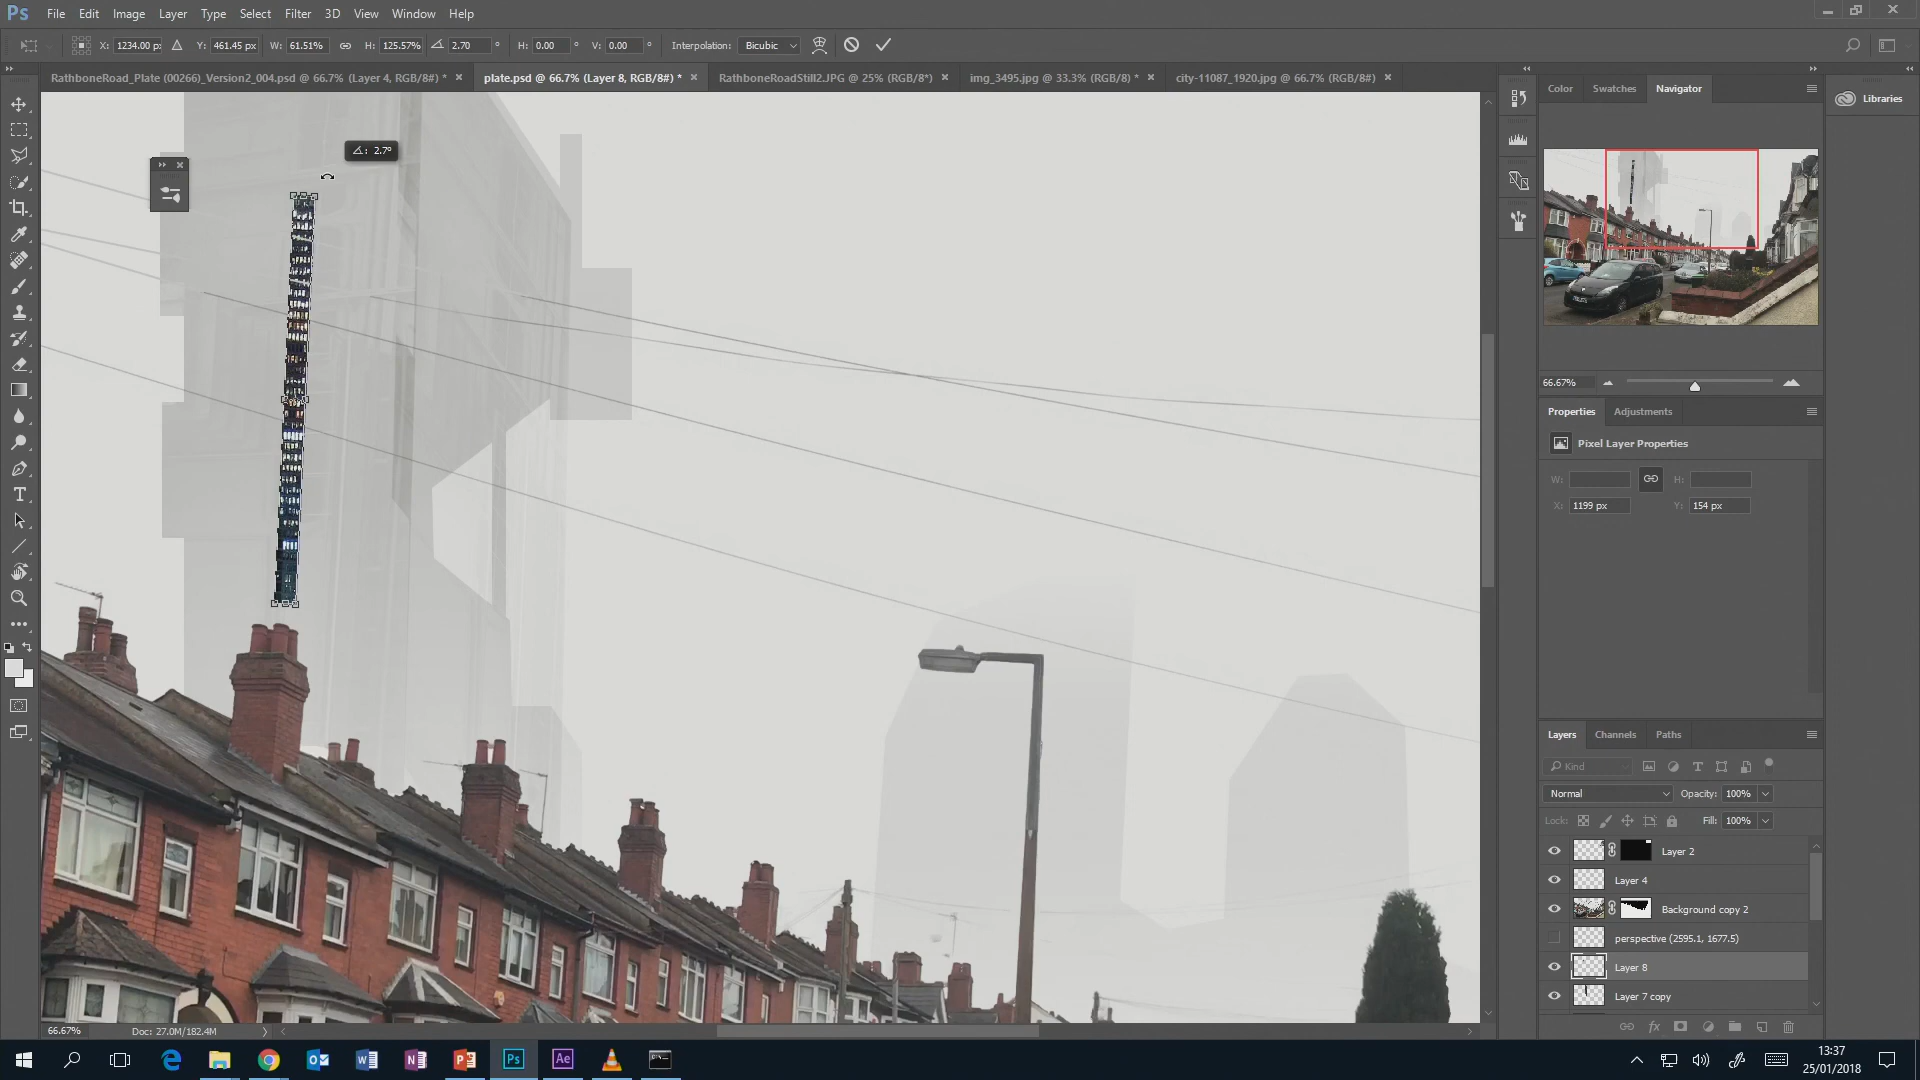 Ps File Edit Image Layer Type Select Filter 3D View Window Help
X: 1234.00 px Y: 461.45 px W: 61.51% H: 125.57% 2.70 ° H: 0.00 ° V: 0.00 ° Interpolation: Bicubic
RathboneRoad_Plate (00266)_Version2_004.psd @ 66.7% (Layer 4, RGB/8#) * × plate.psd @ 66.7% (Layer 8, RGB/8#) * × RathboneRoadStill2.JPG @ 25% (RGB/8*) × img_3495.jpg @ 33.3% (RGB/8) * × city-11087_1920.jpg @ 66.7% (RGB/8#) ×
Color Swatches Navigator
Libraries
: 2.7°
66.67%
Properties Adjustments
Pixel Layer Properties
W: H:
X: 1199 px Y: 154 px
Layers Channels Paths
Kind
Normal Opacity: 100%
Lock: Fill: 100%
Layer 2
Layer 4
Background copy 2
perspective (2595.1, 1677.5)
Layer 8
Layer 7 copy
66.67% Doc: 27.0M/182.4M
Ps Ae
13:37
25/01/2018